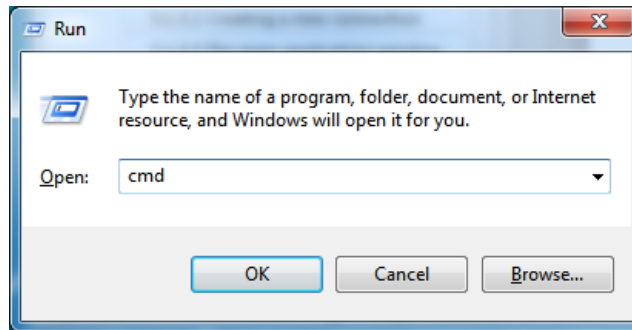 Run
Type the name of a program, folder, document, or Internet
resource, and Windows will open it for you.
Open:
cmd
OK
Cancel
Browse...